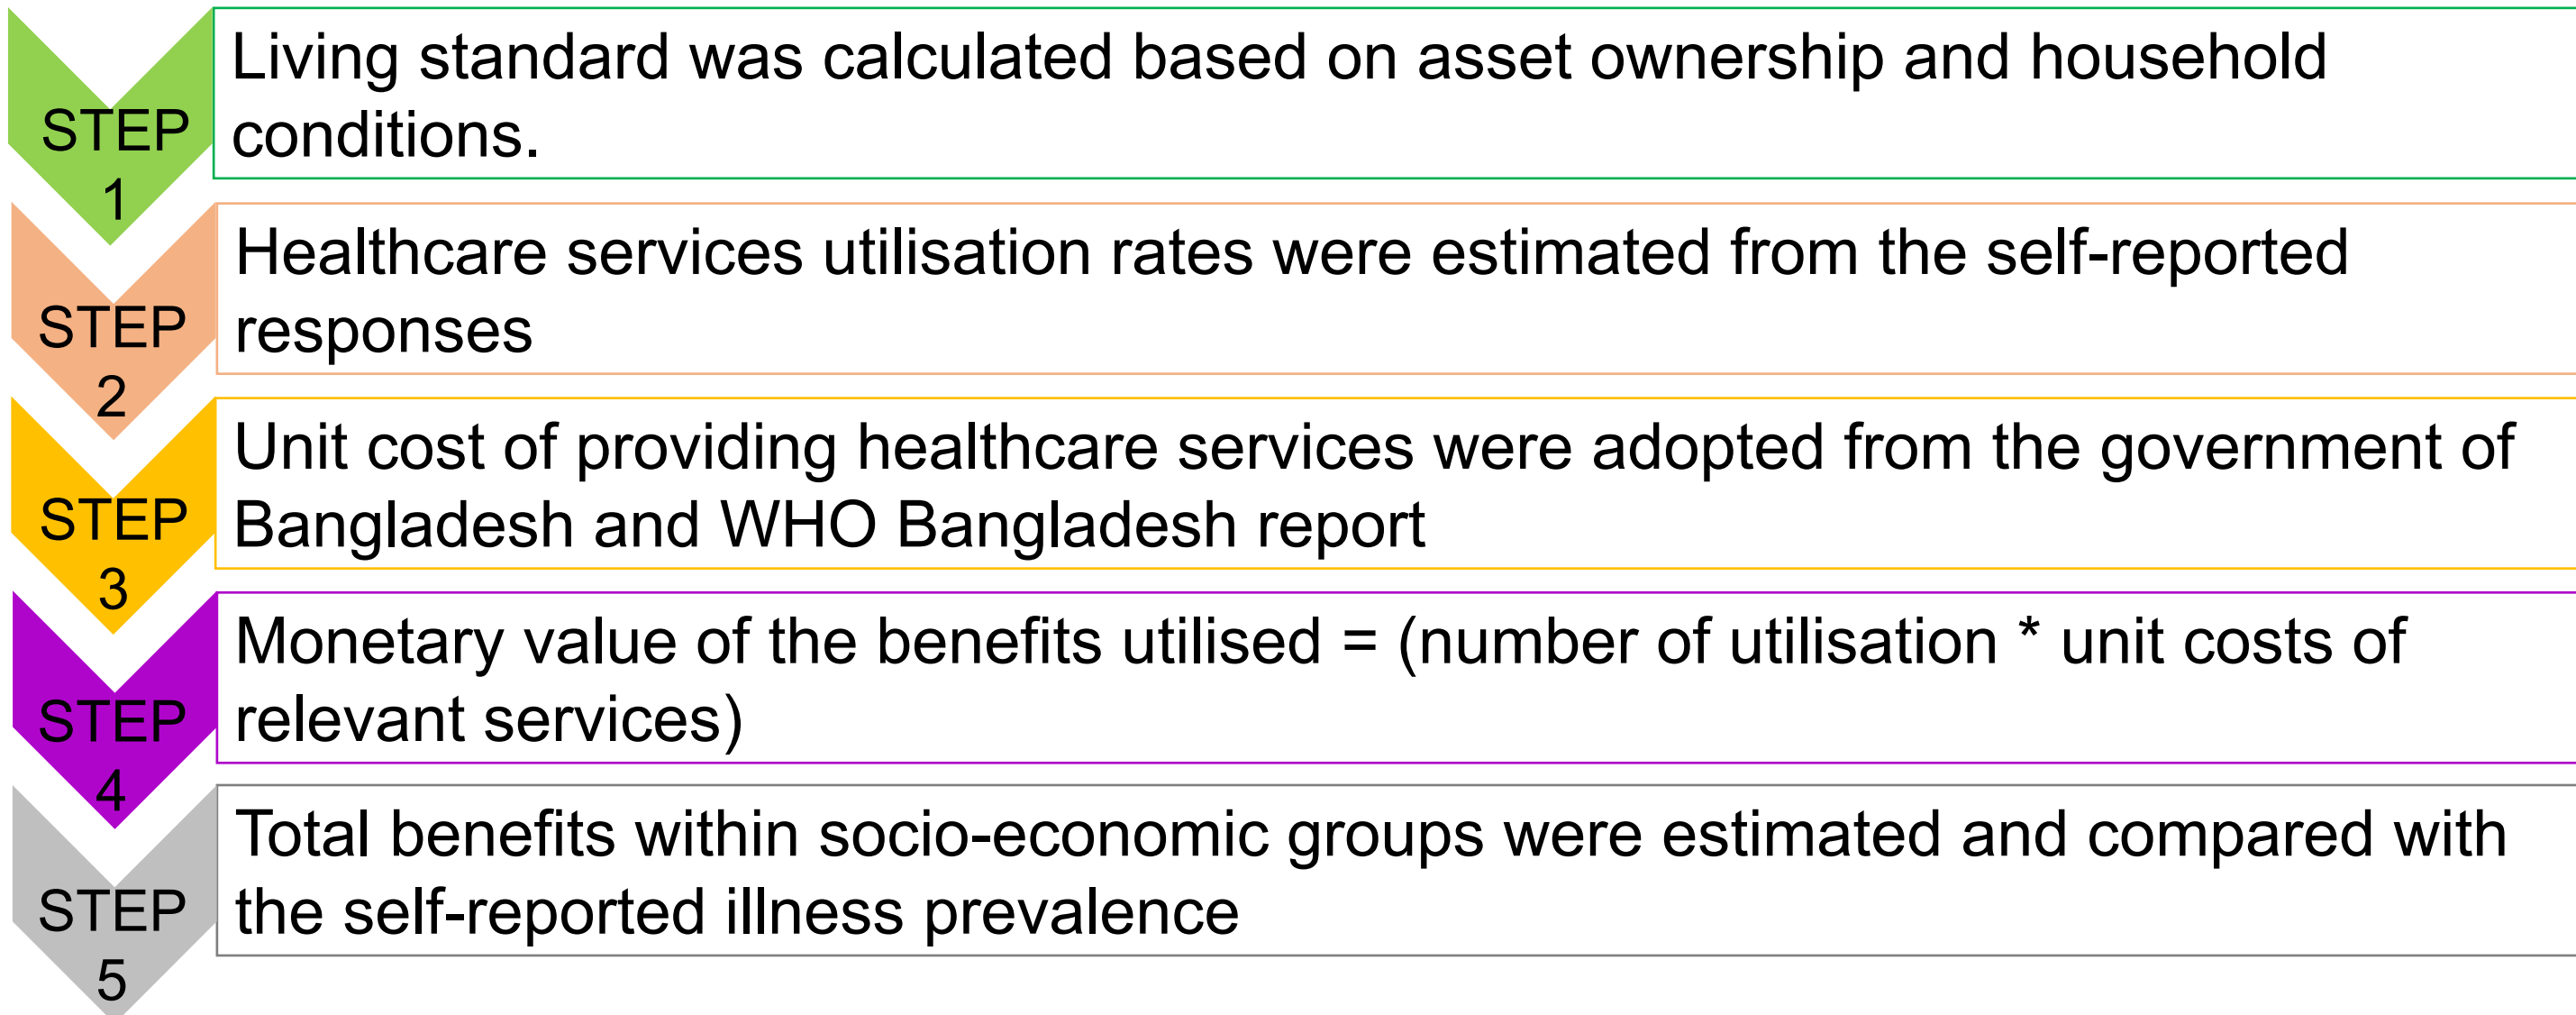 STEP
1
Living standard was calculated based on asset ownership and household
conditions.
STEP
2
Healthcare services utilisation rates were estimated from the self-reported
responses
STEP
3
Unit cost of providing healthcare services were adopted from the government of
Bangladesh and WHO Bangladesh report
STEP
4
Monetary value of the benefits utilised = (number of utilisation * unit costs of
relevant services)
STEP
5
Total benefits within socio-economic groups were estimated and compared with
the self-reported illness prevalence